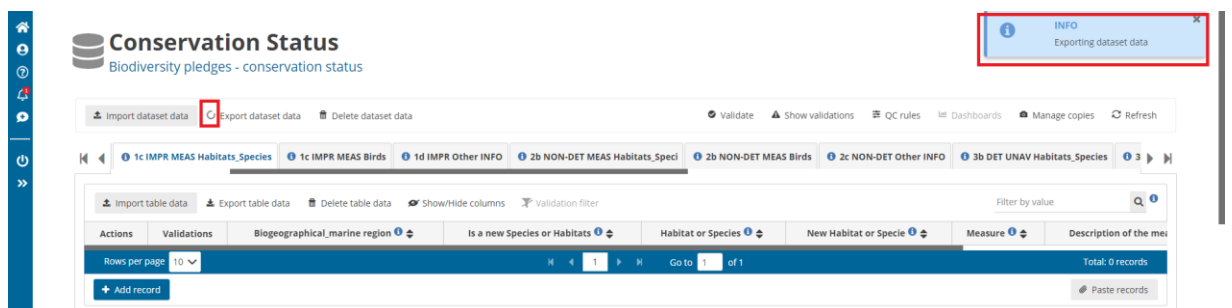 INFO
Exporting dataset data
Conservation Status
Biodiversity pledges - conservation status
Import dataset data Export dataset data Delete dataset data Validate Show validations QC rules Dashboards Manage copies Refresh
1c IMPR MEAS Habitats_Species 1c IMPR MEAS Birds 1d IMPR Other INFO 2b NON-DET MEAS Habitats_Speci 2b NON-DET MEAS Birds 2c NON-DET Other INFO 3b DET UNAV Habitats_Species 3
Import table data Export table data Delete table data Show/Hide columns Validation filter Filter by value
Actions Validations Biogeographical_marine region Is a new Species or Habitats Habitat or Species New Habitat or Specie Measure Description of the mea
Rows per page 10 1 Go to 1 of 1 Total: 0 records
+ Add record Paste records